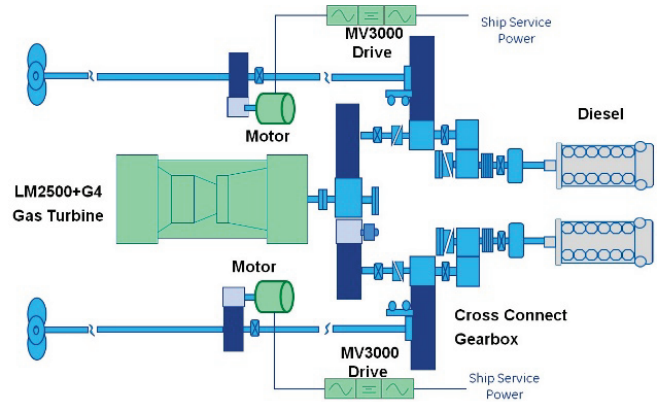 MV3000
Drive
Ship Service
Power
Motor
Diesel
LM2500+G4
Gas Turbine
Motor
Cross Connect
Gearbox
MV3000
Drive
Ship Service
Power